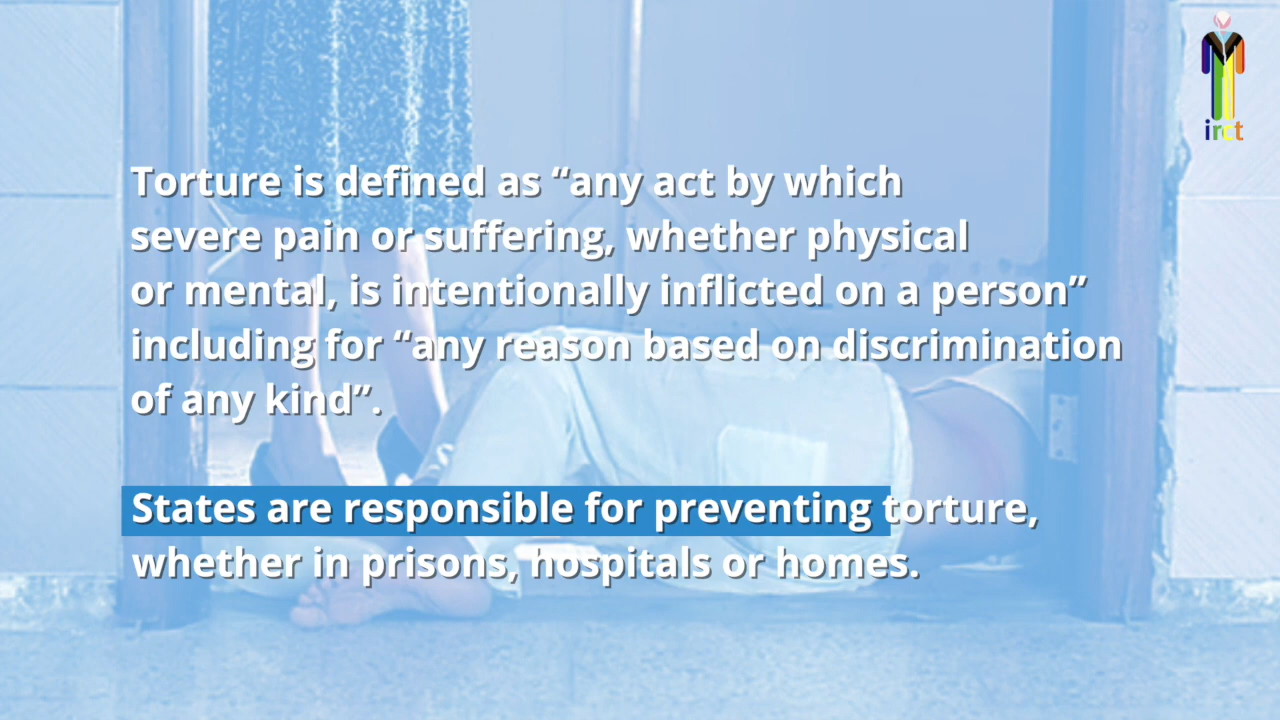 irct
Torture is defined as “any act by which
severe pain or suffering, whether physical
or mental, is intentionally inflicted on a person”
including for “any reason based on discrimination
of any kind”.
States are responsible for preventing torture,
whether in prisons, hospitals or homes.